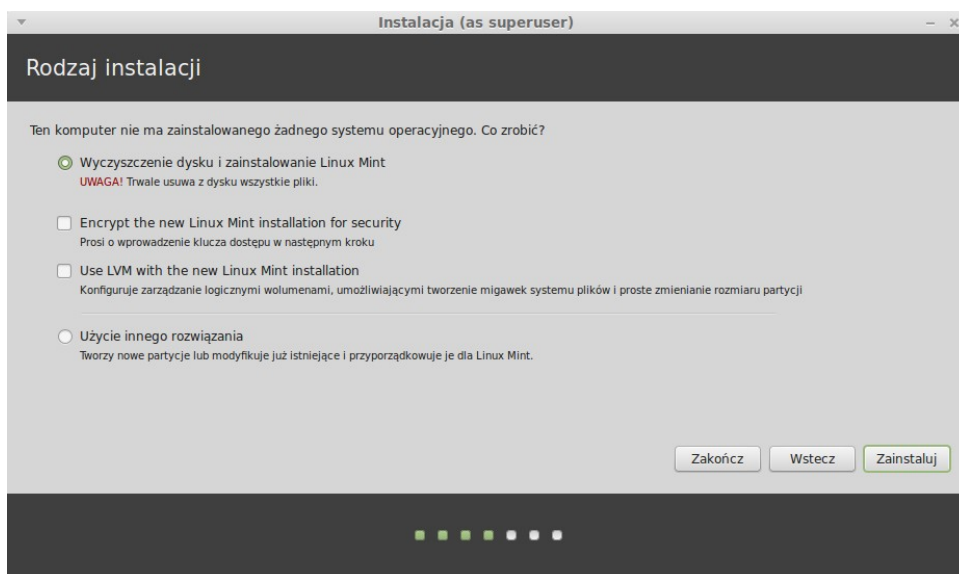 Instalacja (as superuser)
Rodzaj instalacji
Ten komputer nie ma zainstalowanego żadnego systemu operacyjnego. Co zrobić?
Wyczyszczenie dysku i zainstalowanie Linux Mint
UWAGA! Trwale usuwa z dysku wszystkie pliki.
Encrypt the new Linux Mint installation for security
Prosi o wprowadzenie klucza dostępu w następnym kroku
Use LVM with the new Linux Mint installation
Konfiguruje zarządzanie logicznymi wolumenami, umożliwiającymi tworzenie migawek systemu plików i proste zmienianie rozmiaru partycji
Użycie innego rozwiązania
Tworzy nowe partycje lub modyfikuje już istniejące i przyporządkowuje je dla Linux Mint.
Zakończ Wstecz Zainstaluj